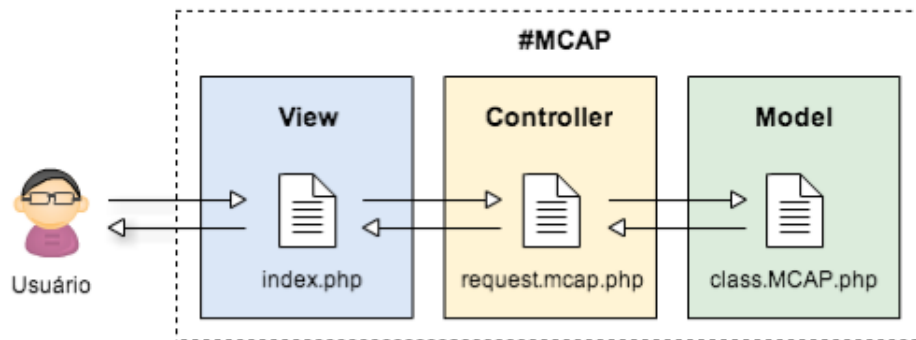 #MCAP
View
Controller
Model
Usuário
index.php
request.mcap.php
class.MCAP.php